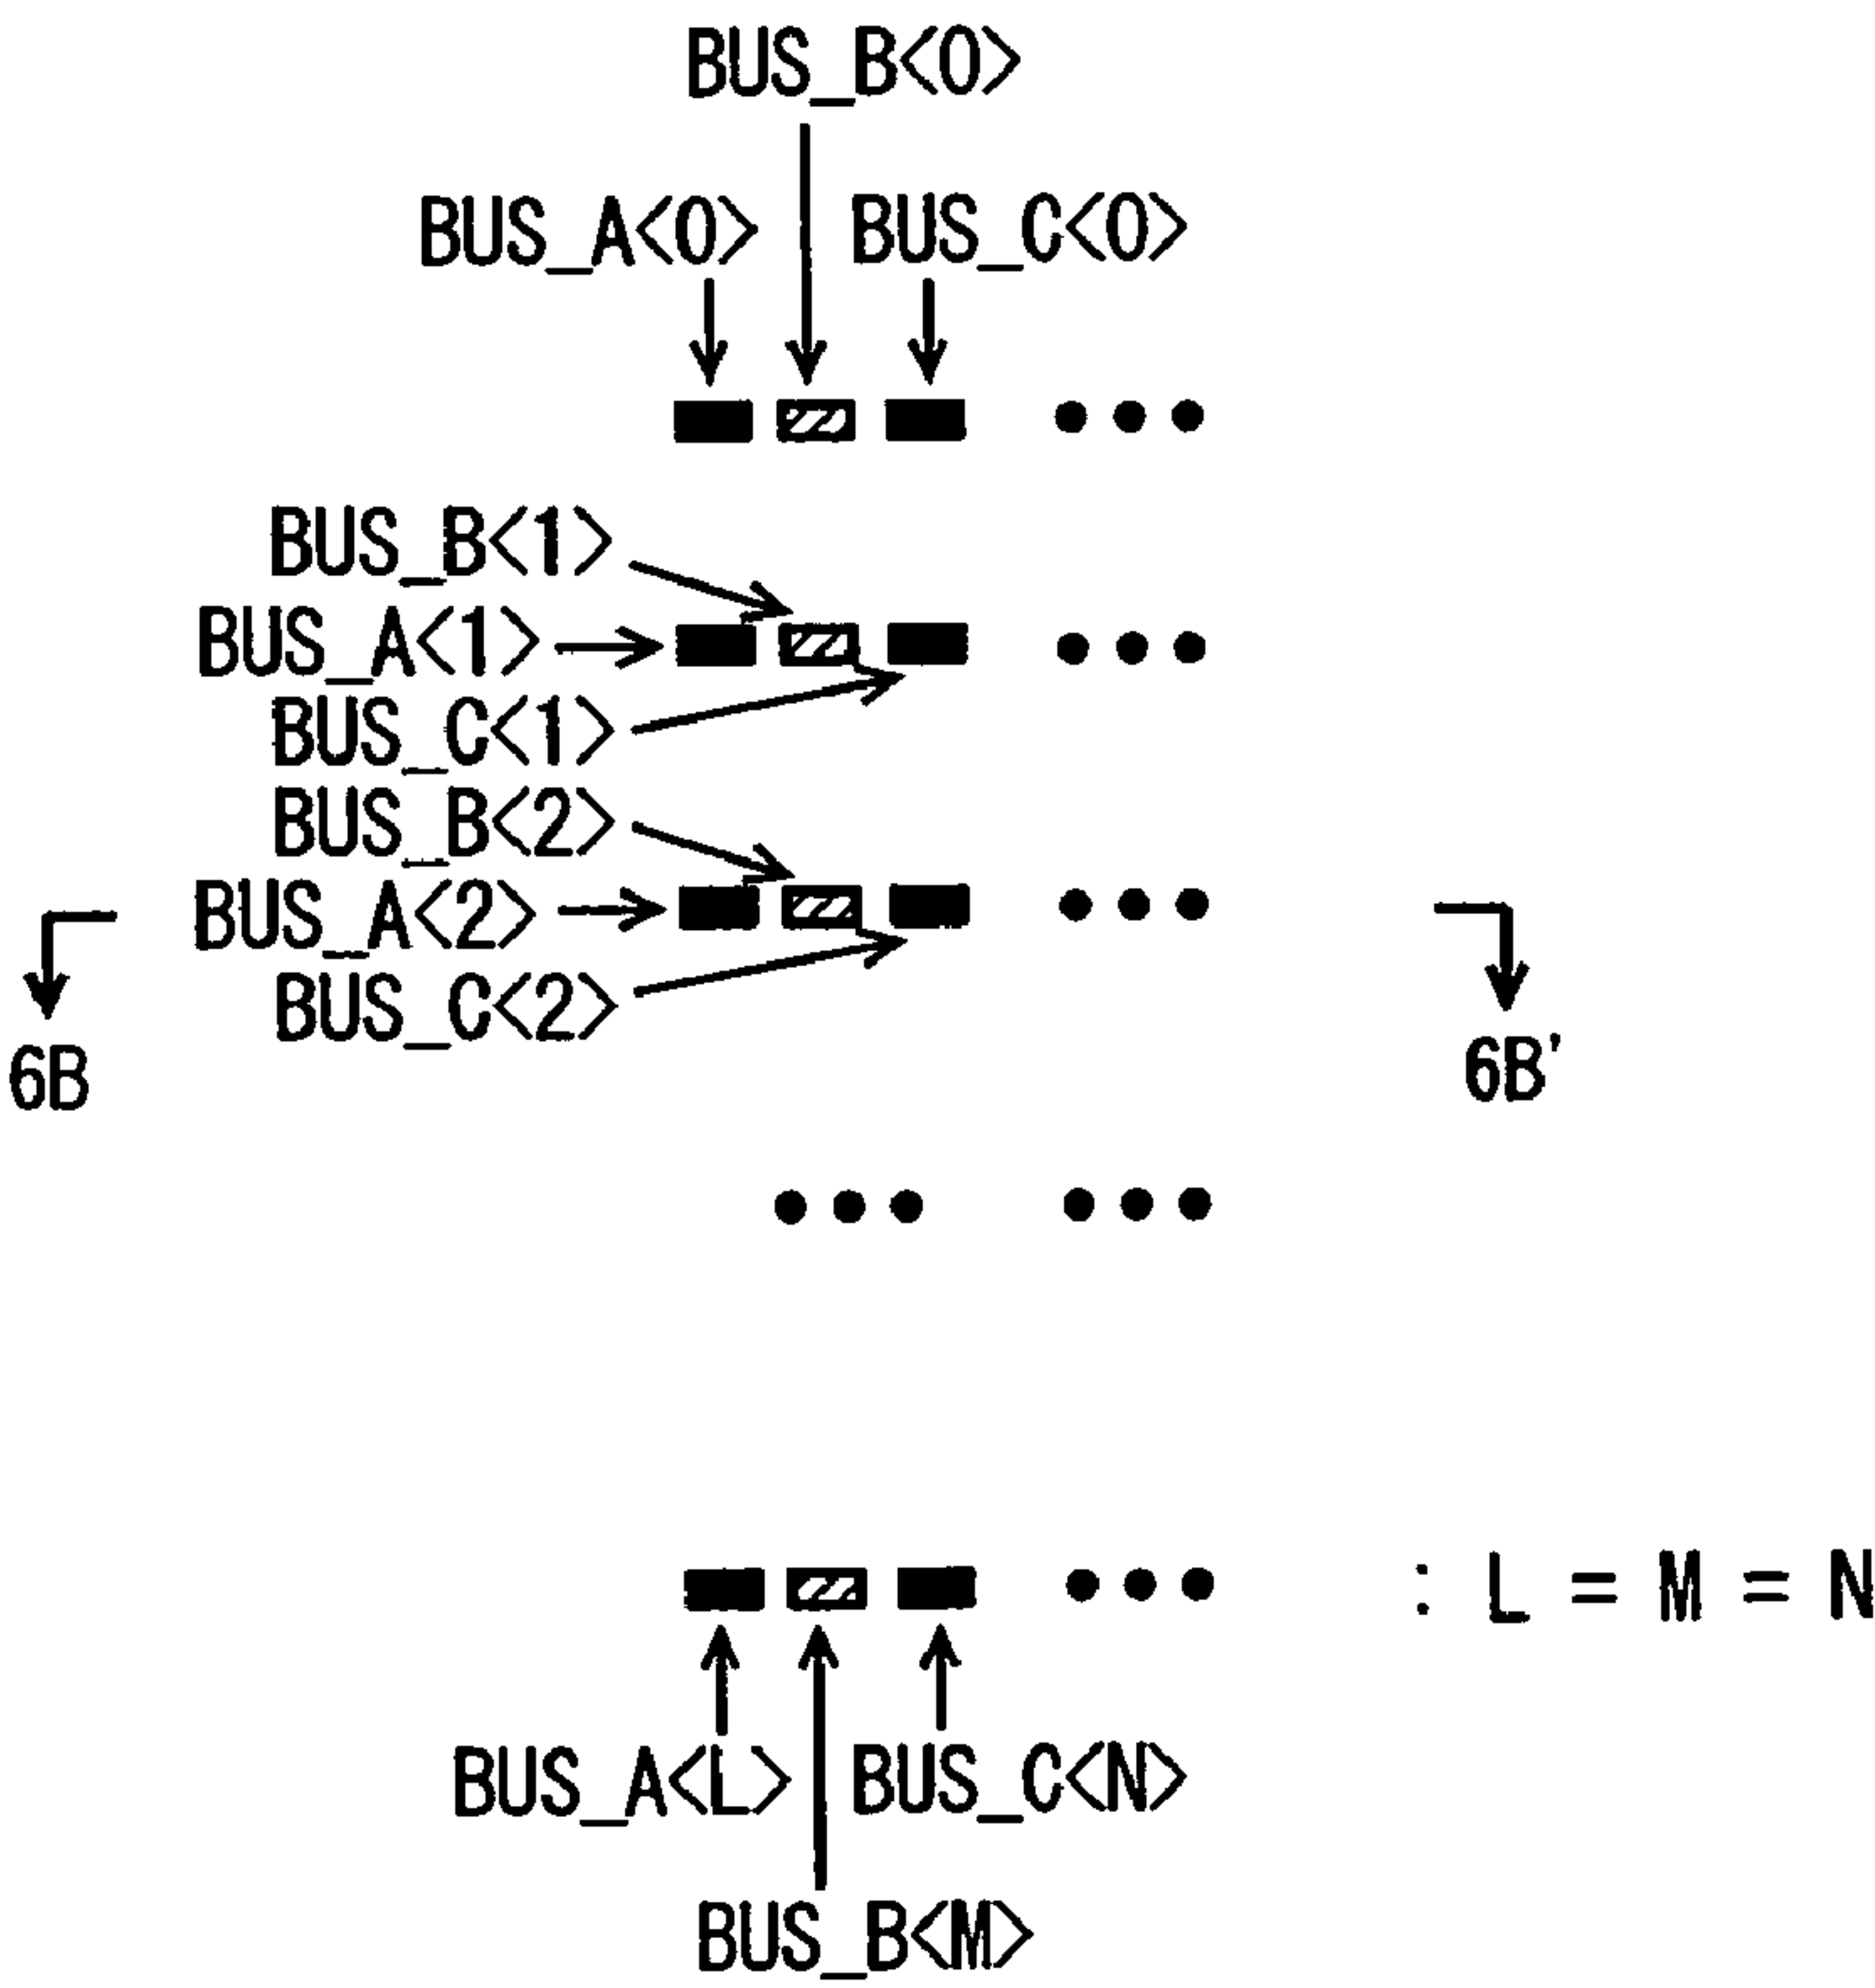 BUS_B<0>
BUS_A<0> BUS_C<0>
BUS_B<1>
BUS_A<1>
BUS_C<1>
BUS_B<2>
BUS_A<2>
BUS_C<2>
6B 6B'
: L = M = N
BUS_A<L> BUS_C<N>
BUS_B<M>